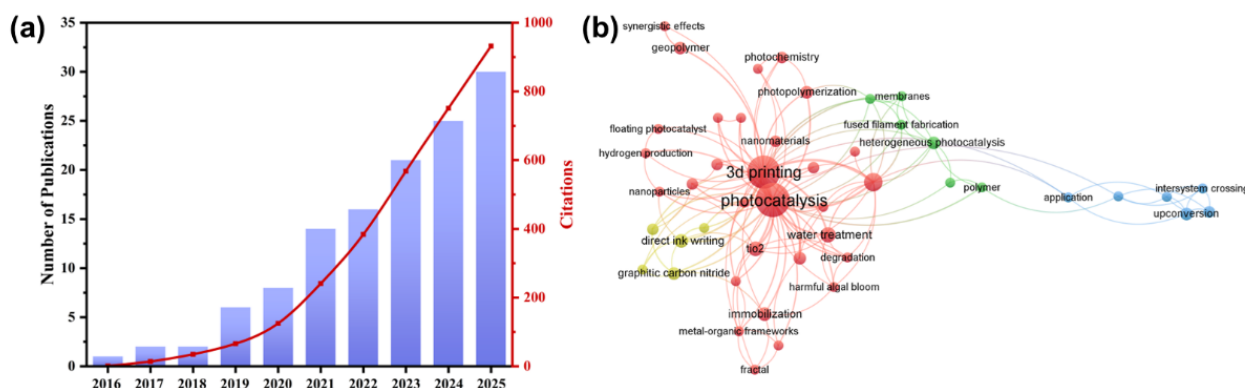 (a)
Number of Publications
35
30
25
20
15
10
5
0
1000
800
600
400
200
0
Citations
2016 2017 2018 2019 2020 2021 2022 2023 2024 2025
(b)
synergistic effects
geopolymer
photochemistry
photopolymerization
membranes
floating photocatalyst
fused filament fabrication
nanomaterials
heterogeneous photocatalysis
hydrogen production
3d printing
nanoparticles
polymer
intersystem crossing
application
photocatalysis
upconversion
direct ink writing
water treatment
tio2
degradation
graphitic carbon nitride
harmful algal bloom
immobilization
metal-organic frameworks
fractal